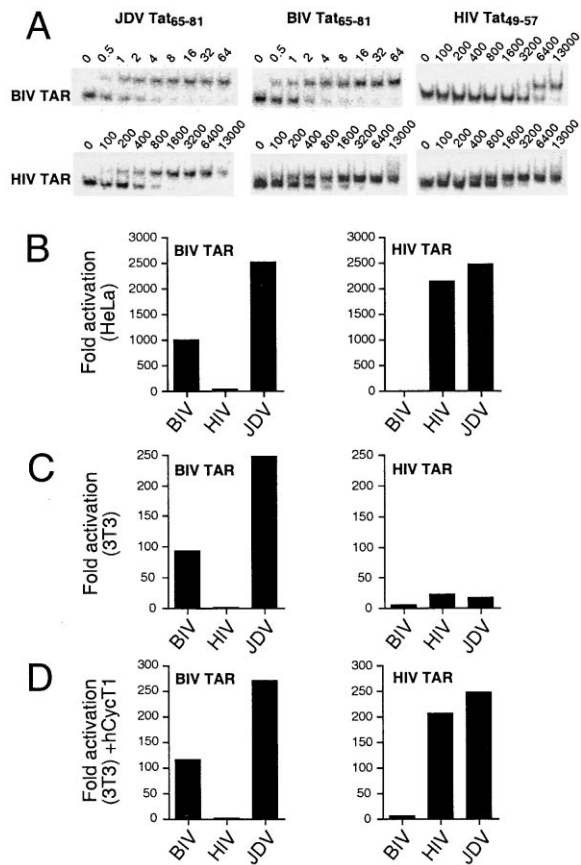 A
JDV Tat65-81 BIV Tat65-81 HIV Tat49-57
0 0.5 1 2 4 8 16 32 64 0 0.5 1 2 4 8 16 32 64 0 100 200 400 800 1600 3200 6400 13000
BIV TAR
0 100 200 400 800 1600 3200 6400 13000 0 100 200 400 800 1600 3200 6400 13000 0 100 200 400 800 1600 3200 6400 13000
HIV TAR
B
Fold activation
(HeLa)
3000
2500
2000
1500
1000
500
0
BIV TAR
BIV HIV JDV
3000
2500
2000
1500
1000
500
0
HIV TAR
BIV HIV JDV
C
Fold activation
(3T3)
250
200
150
100
50
0
BIV TAR
BIV HIV JDV
250
200
150
100
50
0
HIV TAR
BIV HIV JDV
D
Fold activation
(3T3) +hCycT1
300
250
200
150
100
50
0
BIV TAR
BIV HIV JDV
300
250
200
150
100
50
0
HIV TAR
BIV HIV JDV